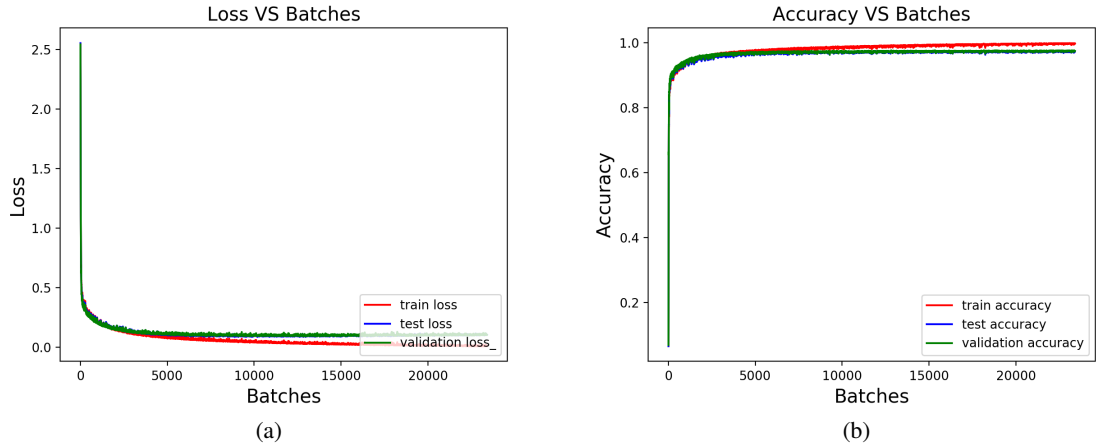 Loss VS Batches
2.5
2.0
1.5
1.0
0.5
0.0
Loss
train loss
test loss
validation loss_
0 5000 10000 15000 20000
Batches
(a)
Accuracy VS Batches
1.0
0.8
0.6
0.4
0.2
Accuracy
train accuracy
test accuracy
validation accuracy
0 5000 10000 15000 20000
Batches
(b)